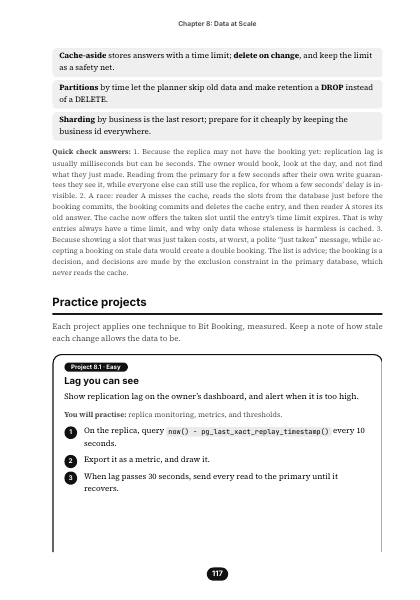 Chapter 8: Data at Scale
Cache-aside stores answers with a time limit; delete on change, and keep the limit
as a safety net.
Partitions by time let the planner skip old data and make retention a DROP instead
of a DELETE.
Sharding by business is the last resort; prepare for it cheaply by keeping the
business id everywhere.
Quick check answers: 1. Because the replica may not have the booking yet: replication lag is
usually milliseconds but can be seconds. The owner would book, look at the day, and not find
what they just made. Reading from the primary for a few seconds after their own write guaran-
tees they see it, while everyone else can still use the replica, for whom a few seconds' delay is in-
visible. 2. A race: reader A misses the cache, reads the slots from the database just before the
booking commits, the booking commits and deletes the cache entry, and then reader A stores its
old answer. The cache now offers the taken slot until the entry's time limit expires. That is why
entries always have a time limit, and why only data whose staleness is harmless is cached. 3.
Because showing a slot that was just taken costs, at worst, a polite "just taken" message, while ac-
cepting a booking on stale data would create a double booking. The list is advice; the booking is a
decision, and decisions are made by the exclusion constraint in the primary database, which
never reads the cache.
Practice projects
Each project applies one technique to Bit Booking, measured. Keep a note of how stale
each change allows the data to be.
Project 8.1 · Easy
Lag you can see
Show replication lag on the owner's dashboard, and alert when it is too high.
You will practise: replica monitoring, metrics, and thresholds.
1 On the replica, query now() - pg_last_xact_replay_timestamp() every 10
seconds.
2 Export it as a metric, and draw it.
3 When lag passes 30 seconds, send every read to the primary until it
recovers.
117